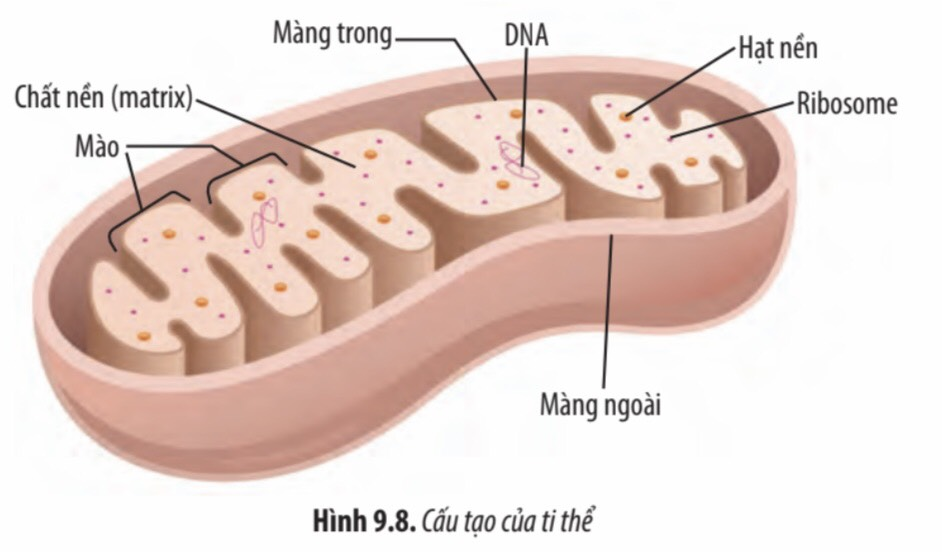 Màng trong
DNA
Hạt nền
Chất nền (matrix)
Ribosome
Mào
Màng ngoài
Hình 9.8. Cấu tạo của ti thể